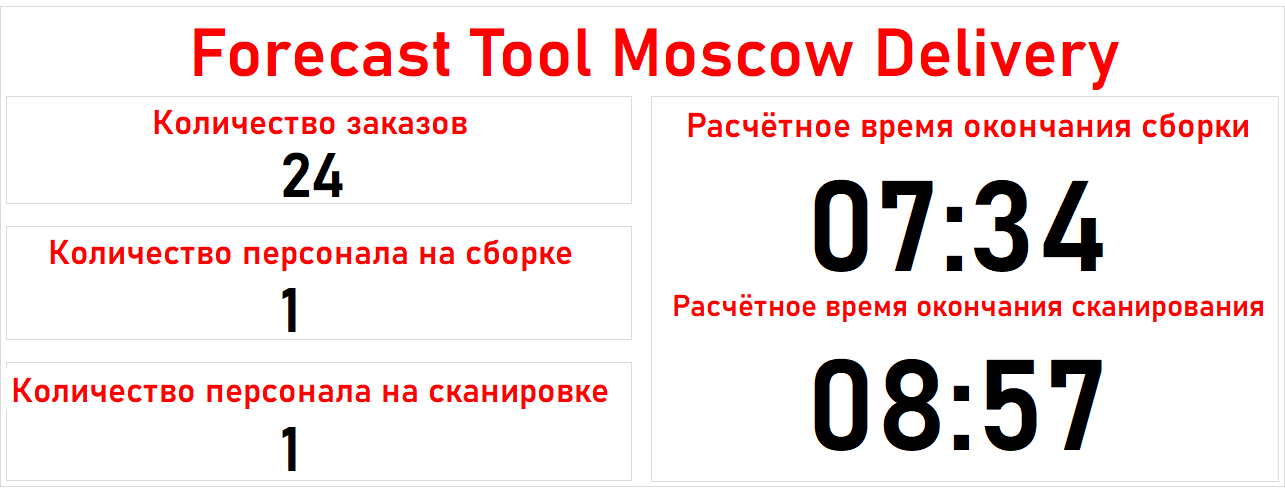 Forecast Tool Moscow Delivery
Количество заказов
24
Количество персонала на сборке
1
Количество персонала на сканировке
1
Расчётное время окончания сборки
07:34
Расчётное время окончания сканирования
08:57